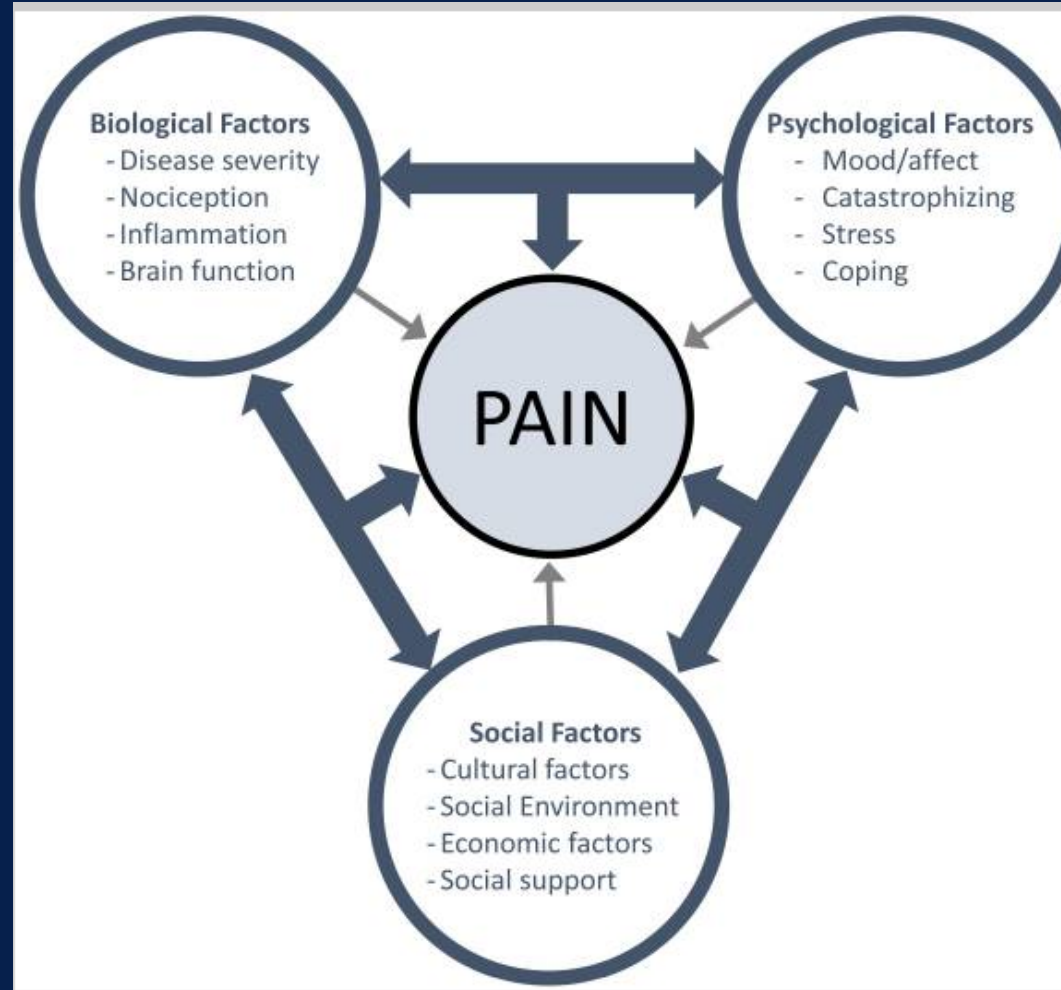 Biological Factors
- Disease severity
- Nociception
- Inflammation
- Brain function
Psychological Factors
- Mood/affect
- Catastrophizing
- Stress
- Coping
PAIN
Social Factors
- Cultural factors
- Social Environment
- Economic factors
- Social support